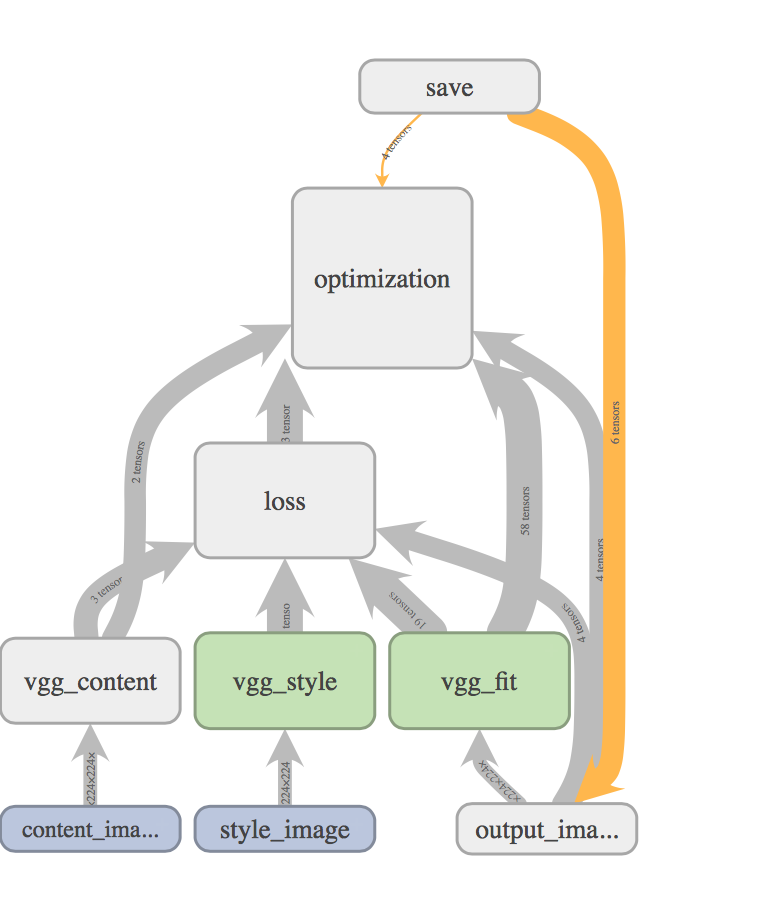 save
4 tensors
optimization
6 tensors
3 tensor
2 tensors
loss
58 tensors
4 tensors
3 tensor
tenso
19 tensors
4 tensors
vgg_content
vgg_style
vgg_fit
224×224×
224×224
×224×224×
content_ima...
style_image
output_ima...